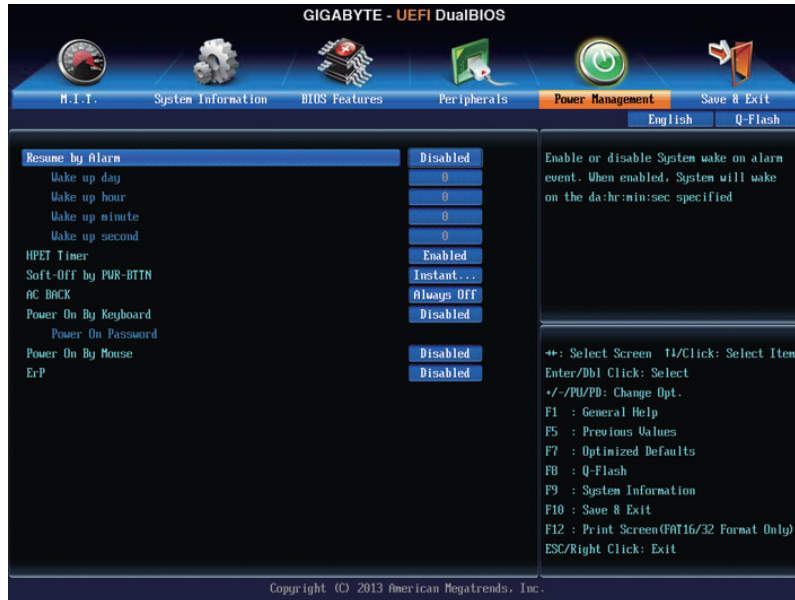 GIGABYTE - UEFI DualBIOS
M.I.T. System Information BIOS Features Peripherals Power Management Save & Exit
English Q-Flash
Resume by Alarm Disabled
Wake up day 0
Wake up hour 0
Wake up minute 0
Wake up second 0
HPET Timer Enabled
Soft-Off by PWR-BTTN Instant...
AC BACK Always Off
Power On By Keyboard Disabled
Power On Password
Power On By Mouse Disabled
ErP Disabled
Enable or disable System wake on alarm
event. When enabled, System will wake
on the da:hr:min:sec specified
→←: Select Screen ↑↓/Click: Select Item
Enter/Dbl Click: Select
+/-/PU/PD: Change Opt.
F1 : General Help
F5 : Previous Values
F7 : Optimized Defaults
F8 : Q-Flash
F9 : System Information
F10 : Save & Exit
F12 : Print Screen(FAT16/32 Format Only)
ESC/Right Click: Exit
Copyright (C) 2013 American Megatrends, Inc.